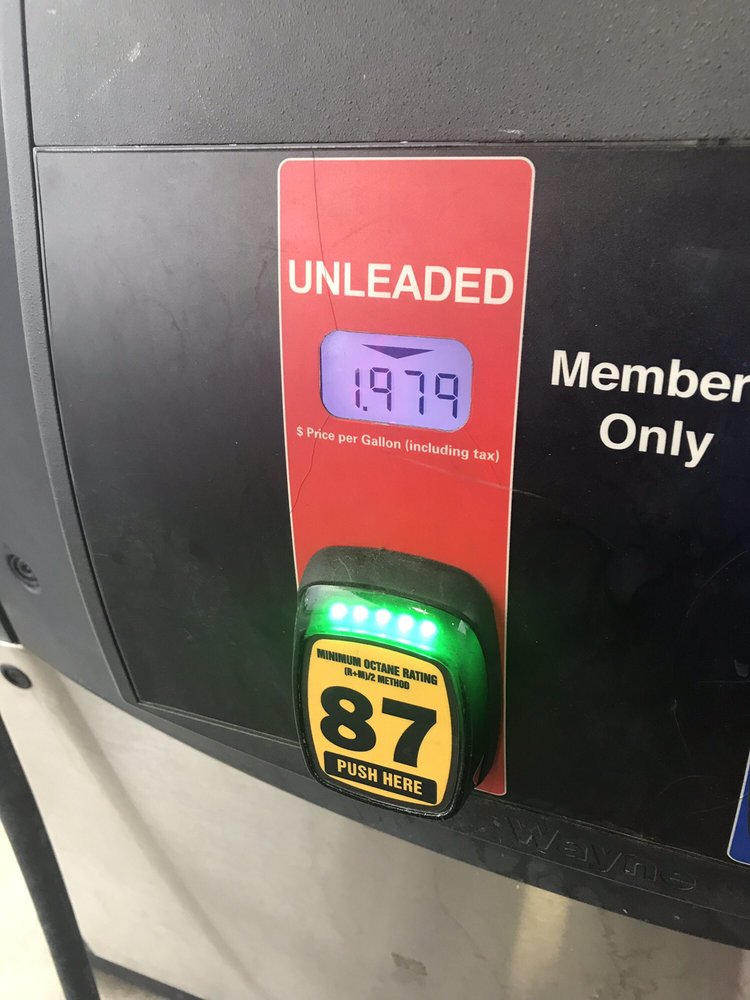 UNLEADED
1.979
$ Price per Gallon (including tax)
Member
Only
MINIMUM OCTANE RATING
(R+M)/2 METHOD
87
PUSH HERE
Wayne